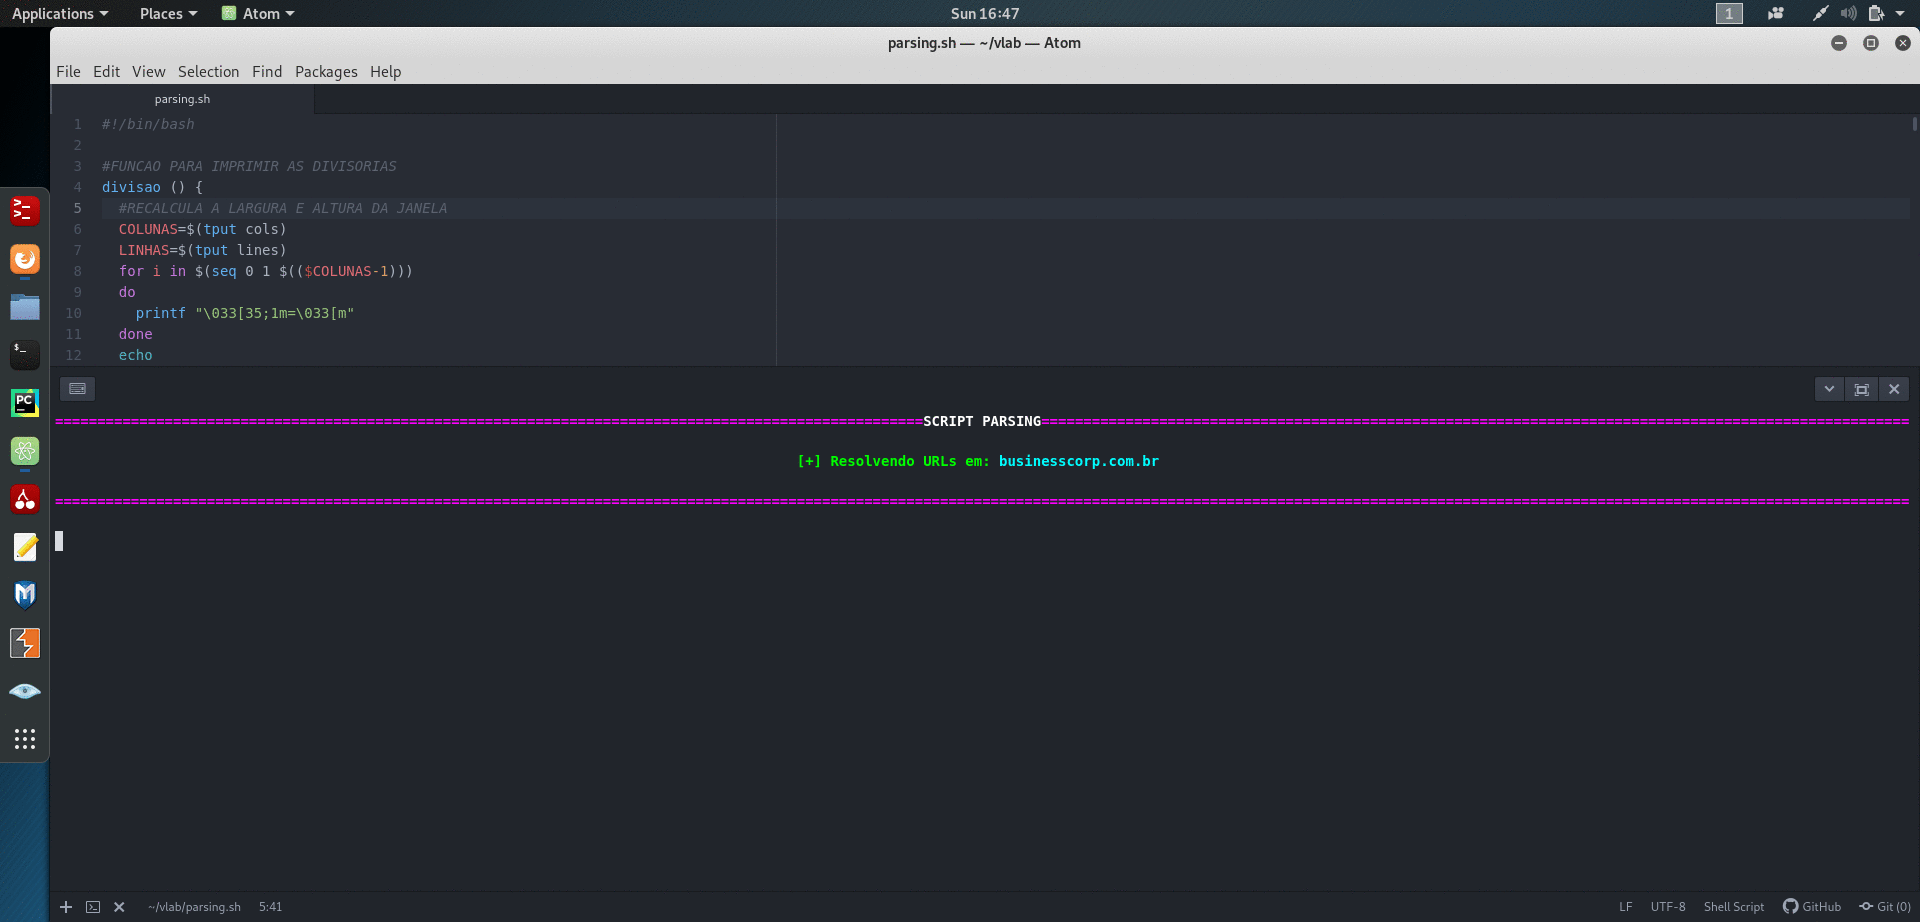 Applications Places Atom Sun 16:47 1
parsing.sh — ~/vlab — Atom
File Edit View Selection Find Packages Help
parsing.sh
1 #!/bin/bash
2
3 #FUNCAO PARA IMPRIMIR AS DIVISORIAS
4 divisao () {
5 #RECALCULA A LARGURA E ALTURA DA JANELA
6 COLUNAS=$(tput cols)
7 LINHAS=$(tput lines)
8 for i in $(seq 0 1 $(($COLUNAS-1)))
9 do
10 printf "\033[35;1m=\033[m"
11 done
12 echo
SCRIPT PARSING
[+] Resolvendo URLs em: businesscorp.com.br
~/vlab/parsing.sh 5:41 LF UTF-8 Shell Script GitHub Git (0)
$_
PC